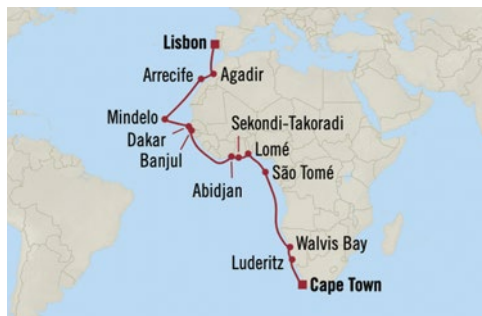 Lisbon
Arrecife
Agadir
Mindelo
Dakar
Banjul
Sekondi-Takoradi
Lomé
Abidjan
São Tomé
Walvis Bay
Luderitz
Cape Town